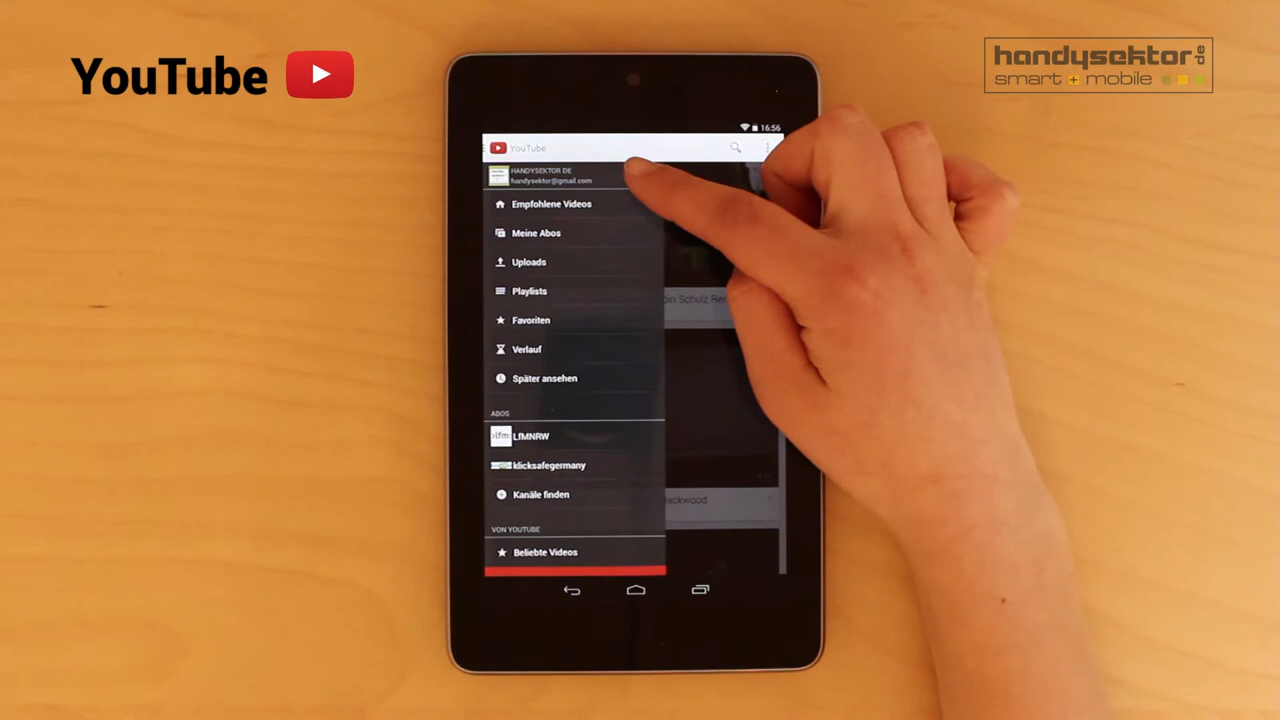 YouTube
handysektor.de
smart + mobile
16:56
YouTube
HANDYSEKTOR DE
handysektor@gmail.com
Empfohlene Videos
Meine Abos
Uploads
Playlists
Favoriten
Verlauf
Später ansehen
ABOS
LfMNRW
klicksafegermany
Kanäle finden
VON YOUTUBE
Beliebte Videos
Schulz